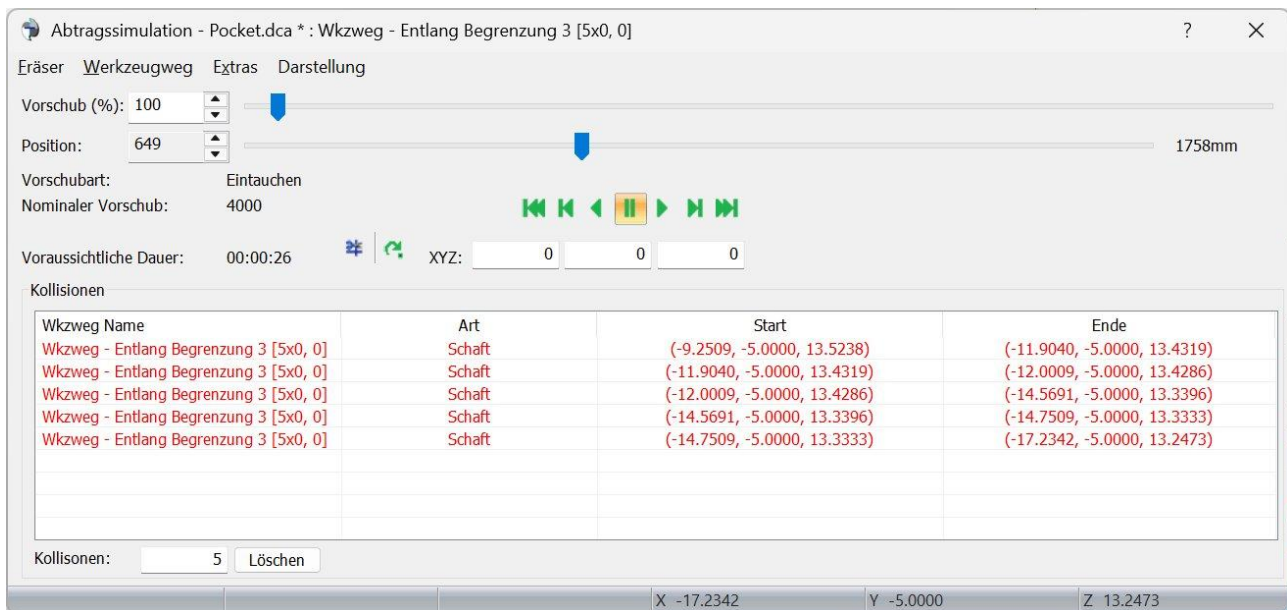 Abtragssimulation - Pocket.dca * : Wkzweg - Entlang Begrenzung 3 [5x0, 0] ?
Fräser Werkzeugweg Extras Darstellung
Vorschub (%): 100
Position: 649 1758mm
Vorschubart: Eintauchen
Nominaler Vorschub: 4000
Voraussichtliche Dauer: 00:00:26 XYZ: 0 0 0
Kollisionen
Wkzweg Name Art Start Ende
Wkzweg - Entlang Begrenzung 3 [5x0, 0] Schaft (-9.2509, -5.0000, 13.5238) (-11.9040, -5.0000, 13.4319)
Wkzweg - Entlang Begrenzung 3 [5x0, 0] Schaft (-11.9040, -5.0000, 13.4319) (-12.0009, -5.0000, 13.4286)
Wkzweg - Entlang Begrenzung 3 [5x0, 0] Schaft (-12.0009, -5.0000, 13.4286) (-14.5691, -5.0000, 13.3396)
Wkzweg - Entlang Begrenzung 3 [5x0, 0] Schaft (-14.5691, -5.0000, 13.3396) (-14.7509, -5.0000, 13.3333)
Wkzweg - Entlang Begrenzung 3 [5x0, 0] Schaft (-14.7509, -5.0000, 13.3333) (-17.2342, -5.0000, 13.2473)
Kollisonen: 5 Löschen
X -17.2342 Y -5.0000 Z 13.2473